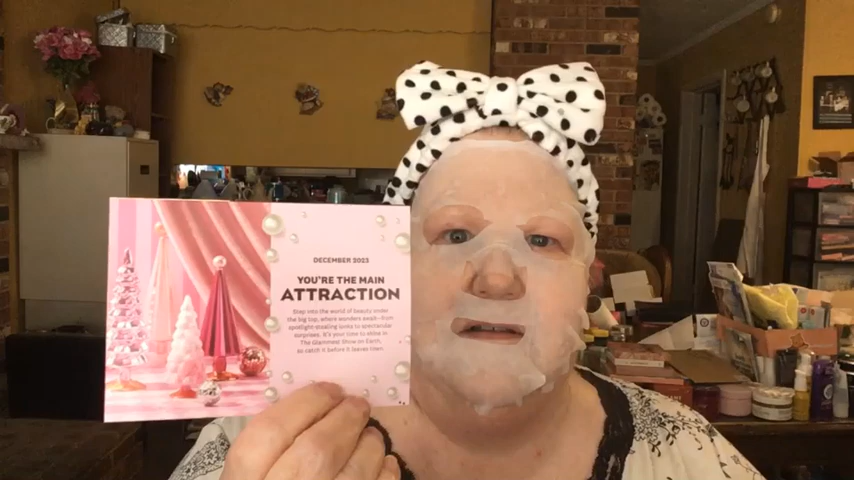 DECEMBER 2023
YOU'RE THE MAIN
ATTRACTION
Step into the world of beauty under
the big top, where wonders await—from
spotlight-stealing icons to spectacular
surprises. It's your time to shine in
The Glammest Show on Earth,
so catch it before it leaves town.